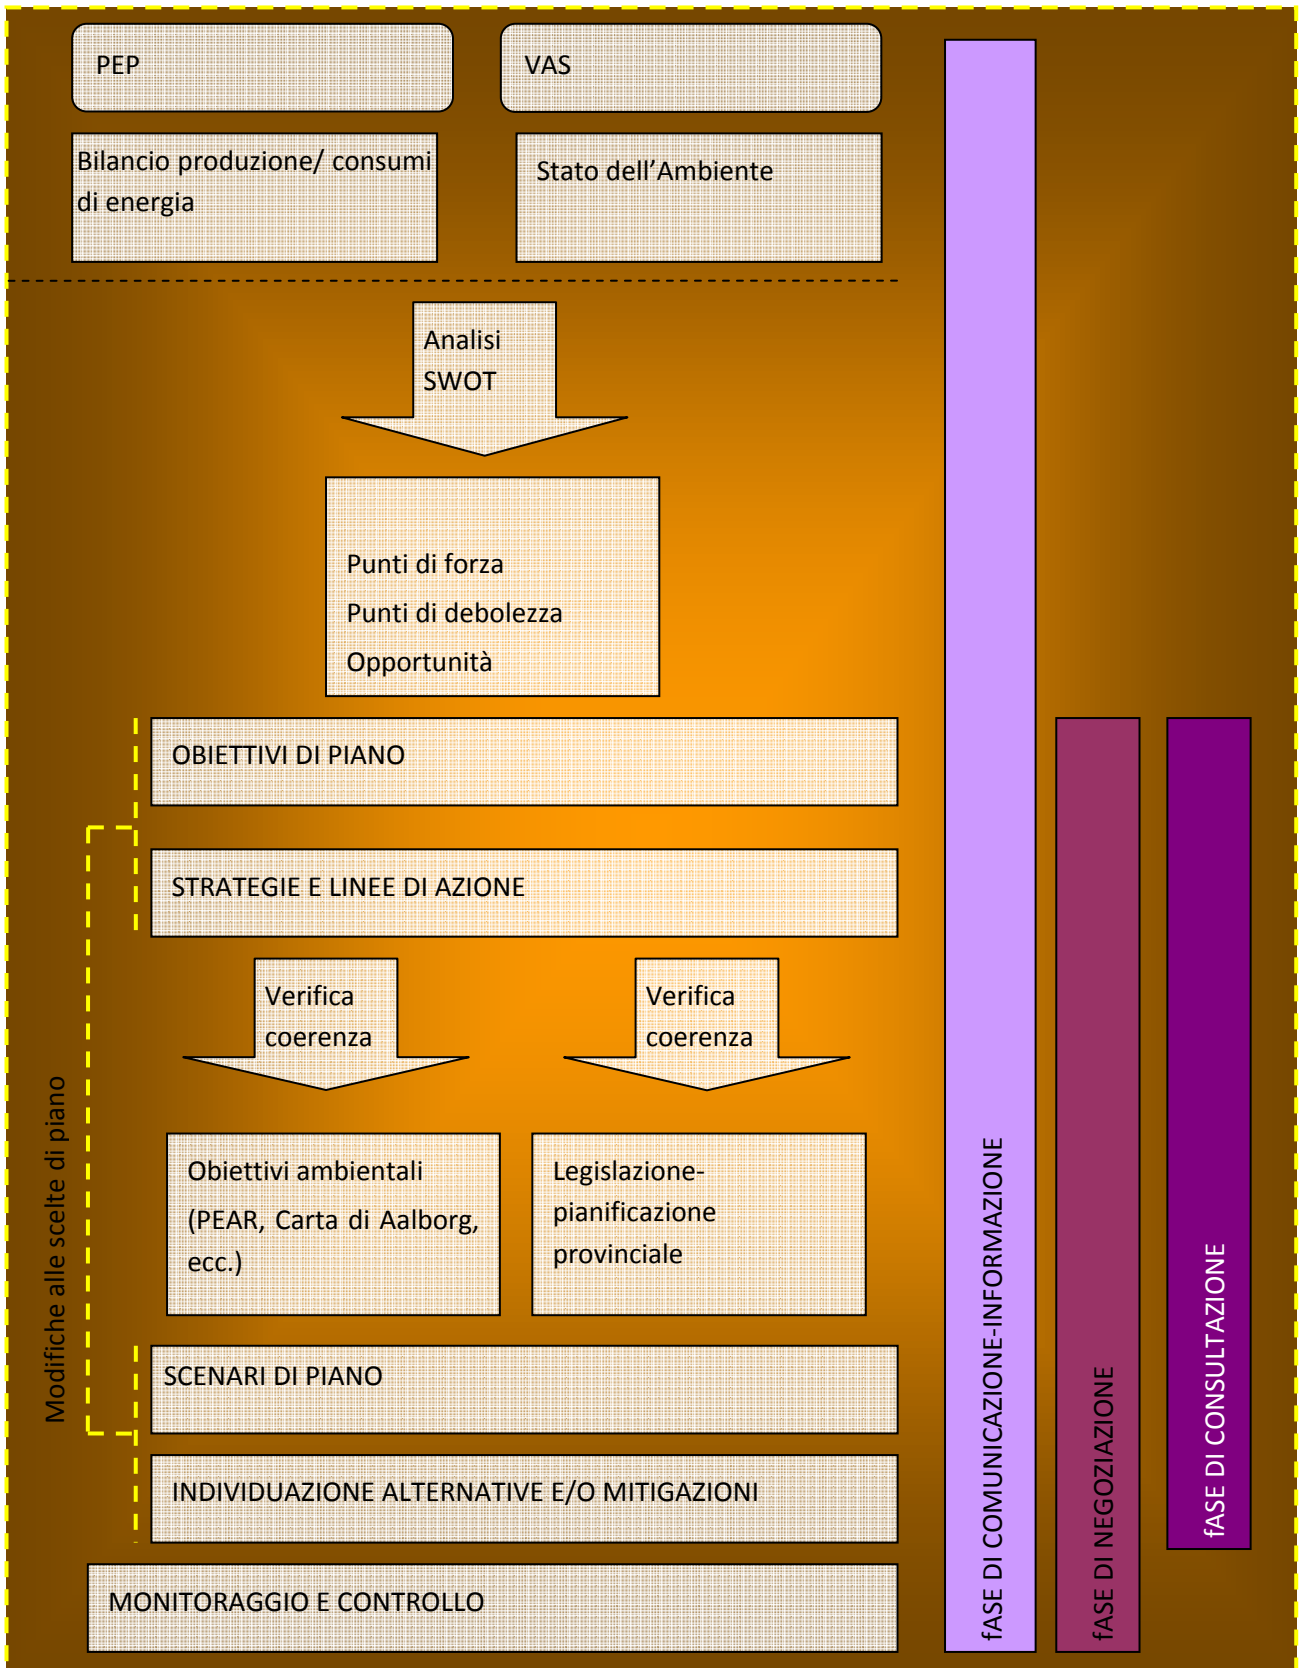 PEP
VAS
Bilancio produzione/ consumi
di energia
Stato dell’Ambiente
Analisi
SWOT
Punti di forza
Punti di debolezza
Opportunità
OBIETTIVI DI PIANO
STRATEGIE E LINEE DI AZIONE
Verifica
coerenza
Verifica
coerenza
Obiettivi ambientali
(PEAR, Carta di Aalborg,
ecc.)
Legislazione-
pianificazione
provinciale
SCENARI DI PIANO
INDIVIDUAZIONE ALTERNATIVE E/O MITIGAZIONI
MONITORAGGIO E CONTROLLO
Modifiche alle scelte di piano
fASE DI COMUNICAZIONE-INFORMAZIONE
fASE DI NEGOZIAZIONE
fASE DI CONSULTAZIONE